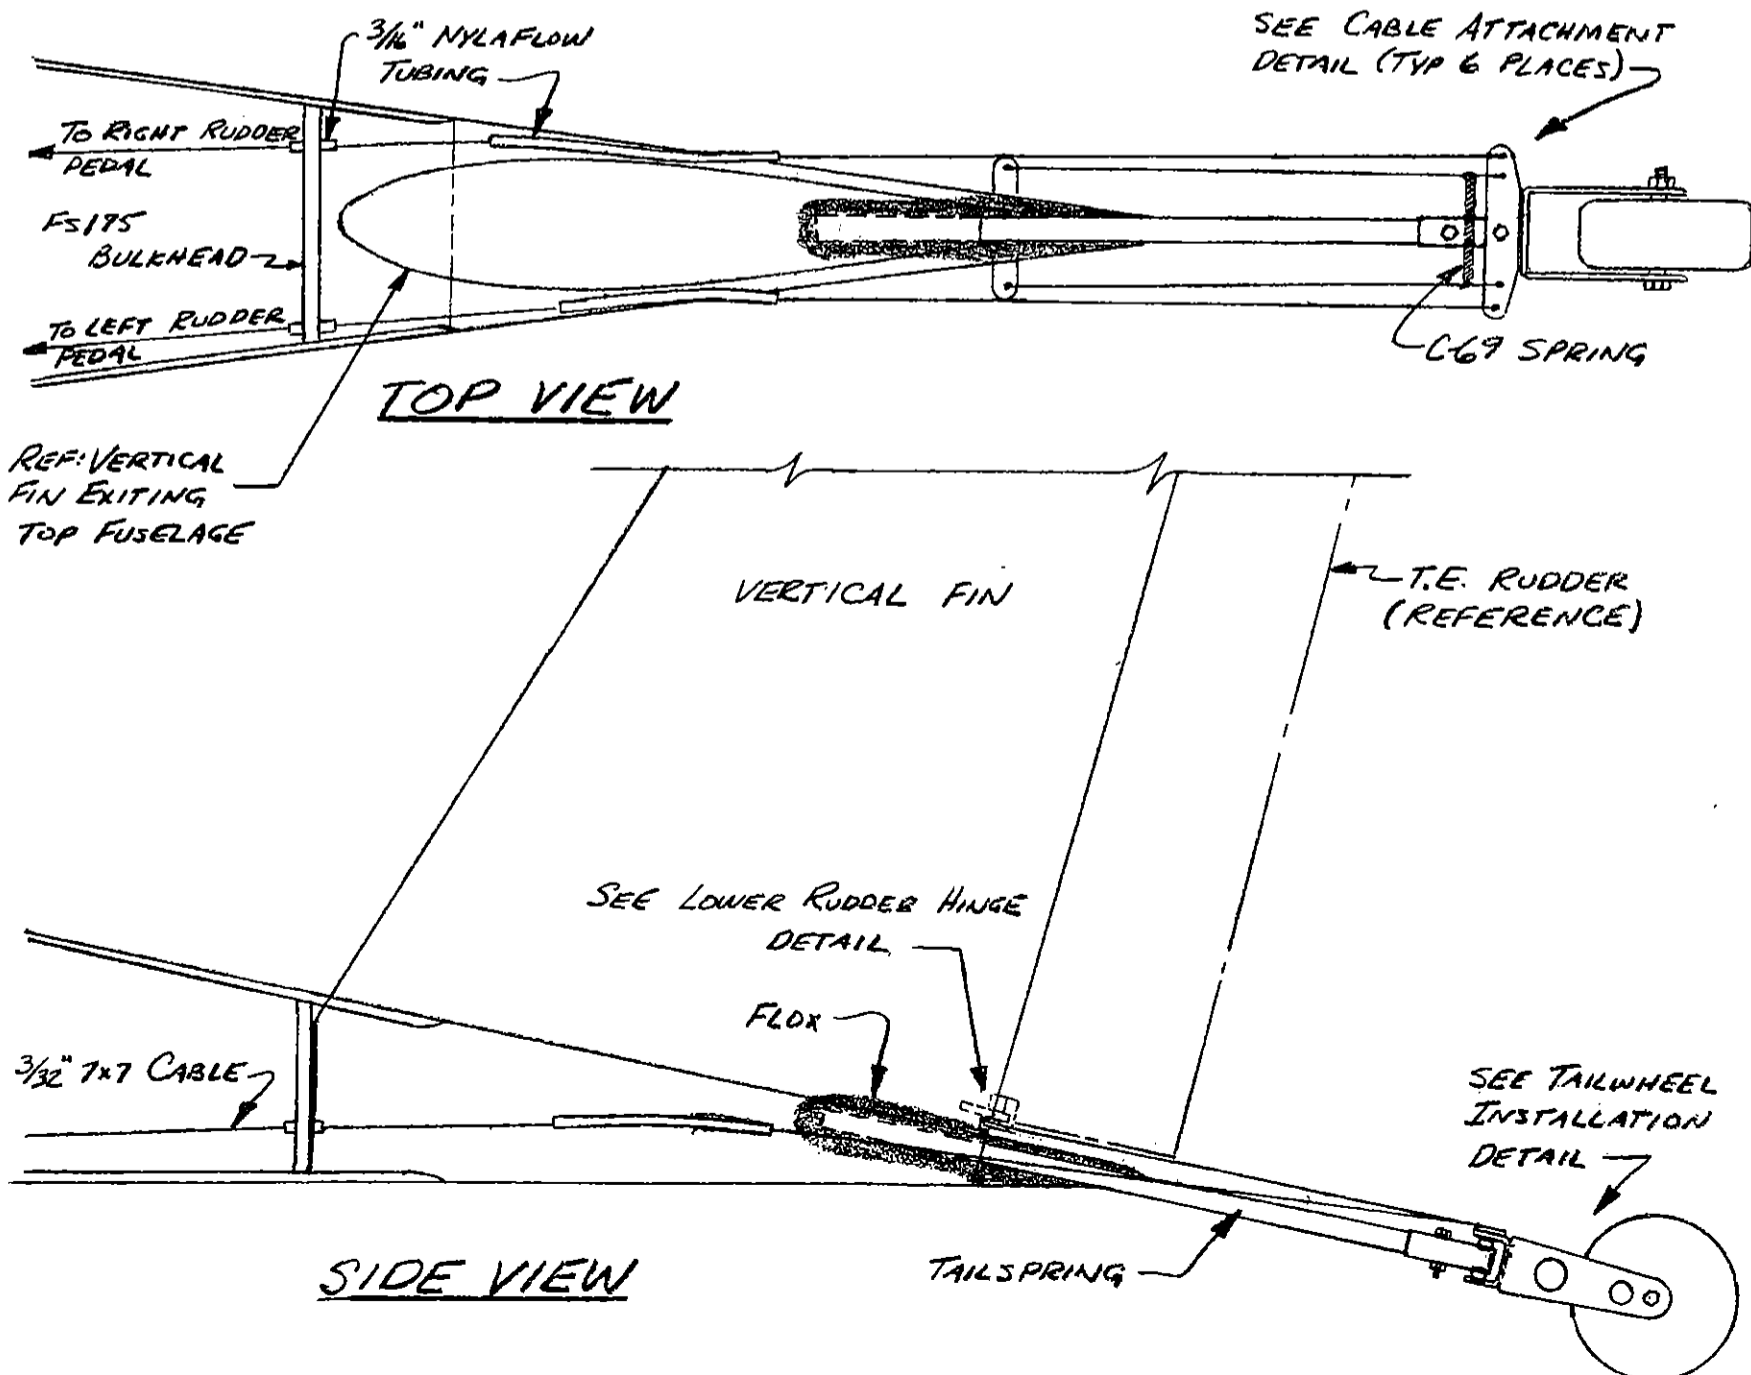 3/16" NYLAFLOW
TUBING
SEE CABLE ATTACHMENT
DETAIL (TYP 6 PLACES)
TO RIGHT RUDDER
PEDAL
FS175
BULKHEAD
TO LEFT RUDDER
PEDAL
C-69 SPRING
TOP VIEW
REF: VERTICAL
FIN EXITING
TOP FUSELAGE
VERTICAL FIN
T.E. RUDDER
(REFERENCE)
SEE LOWER RUDDER HINGE
DETAIL
FLOX
3/32" 7x7 CABLE
SEE TAILWHEEL
INSTALLATION
DETAIL
TAILSPRING
SIDE VIEW